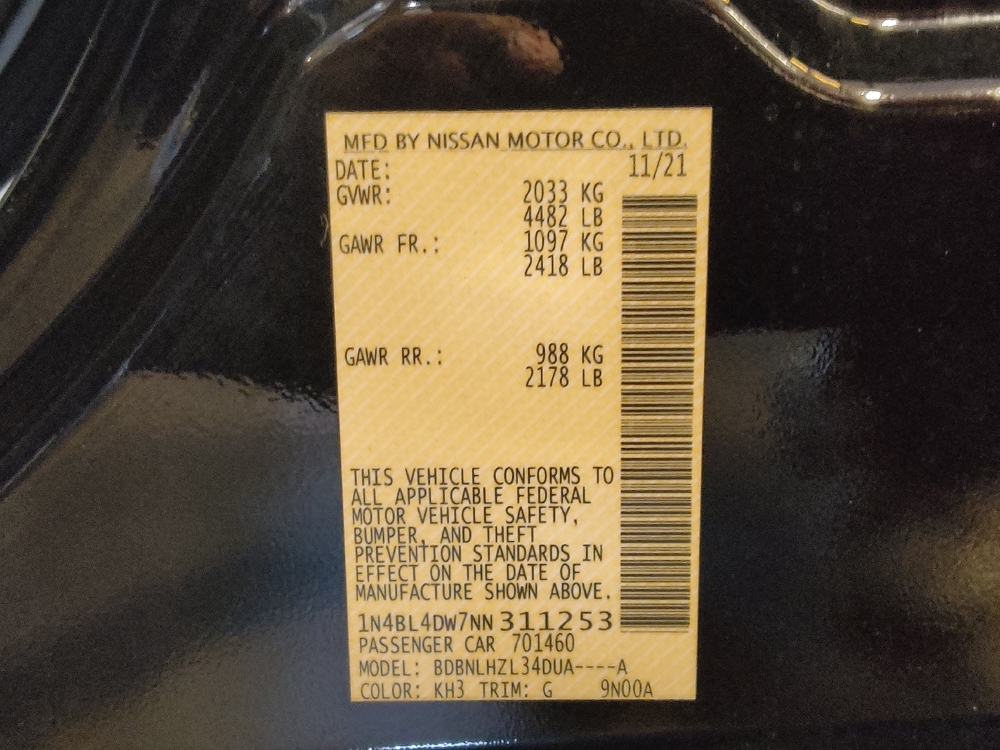 MFD BY NISSAN MOTOR CO., LTD.
DATE: 11/21
GVWR: 2033 KG
4482 LB
GAWR FR.: 1097 KG
2418 LB
GAWR RR.: 988 KG
2178 LB
THIS VEHICLE CONFORMS TO
ALL APPLICABLE FEDERAL
MOTOR VEHICLE SAFETY,
BUMPER, AND THEFT
PREVENTION STANDARDS IN
EFFECT ON THE DATE OF
MANUFACTURE SHOWN ABOVE.
1N4BL4DW7NN311253
PASSENGER CAR 701460
MODEL: BDBNLHZL34DUA----A
COLOR: KH3 TRIM: G 9N00A